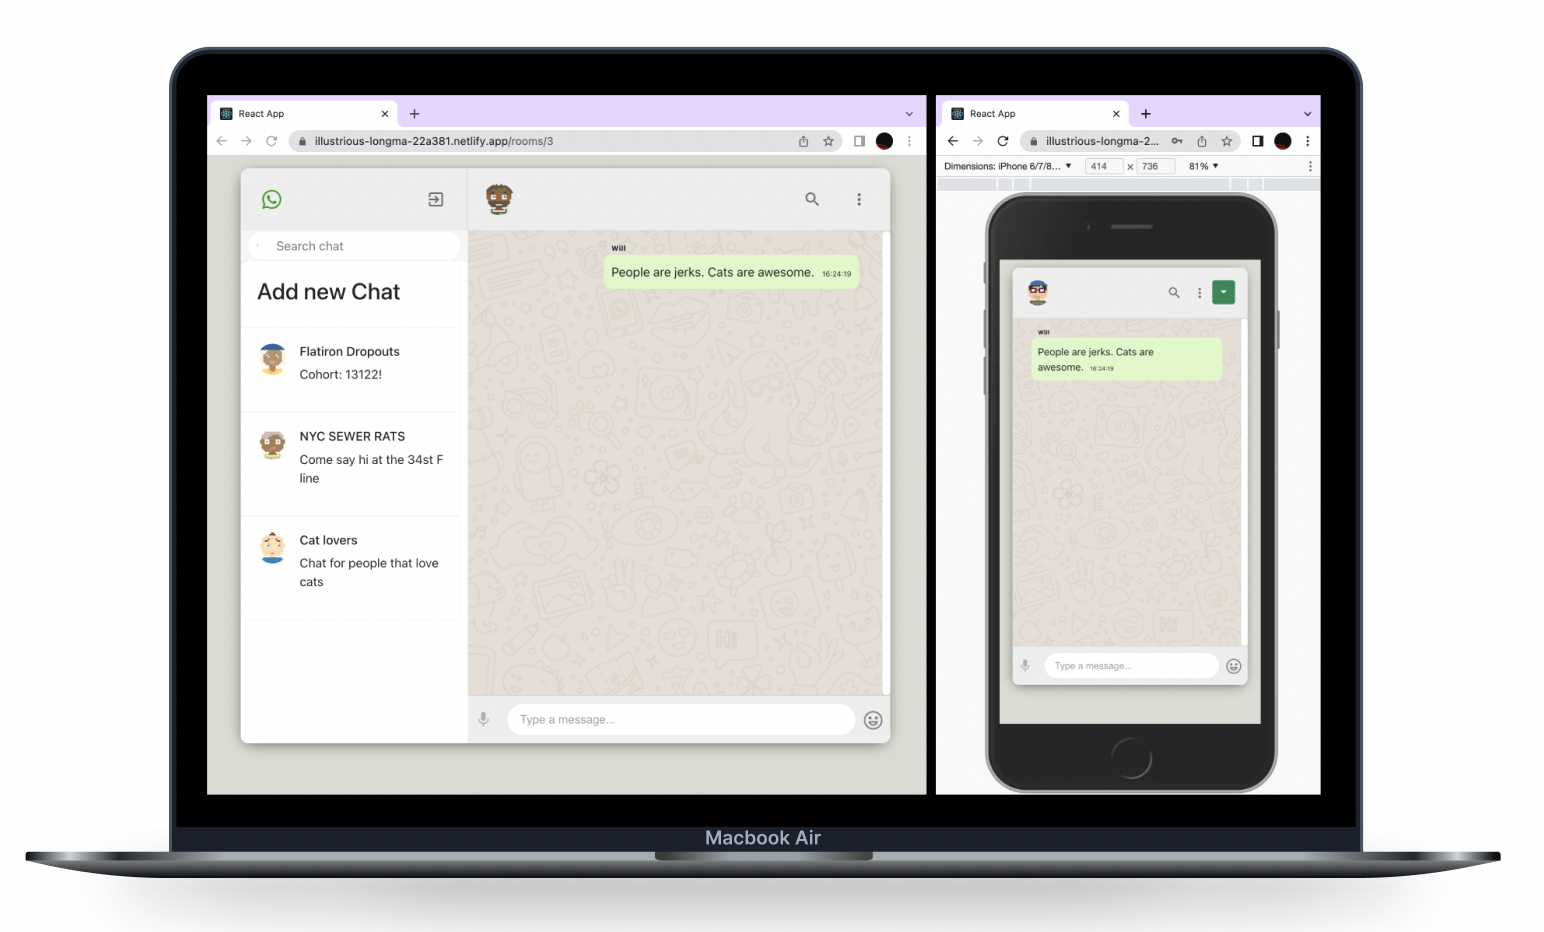 React App
illustrious-longma-22a381.netlify.app/rooms/3
Search chat
Add new Chat
Flatiron Dropouts
Cohort: 13122!
NYC SEWER RATS
Come say hi at the 34st F
line
Cat lovers
Chat for people that love
cats
Will
People are jerks. Cats are awesome. 16:24:19
Hi
Type a message...
React App
illustrious-longma-2...
Dimensions: iPhone 6/7/8... ▼ 414 × 736 81% ▼
Will
People are jerks. Cats are
awesome. 16:24:19
Hi
Type a message...
Macbook Air